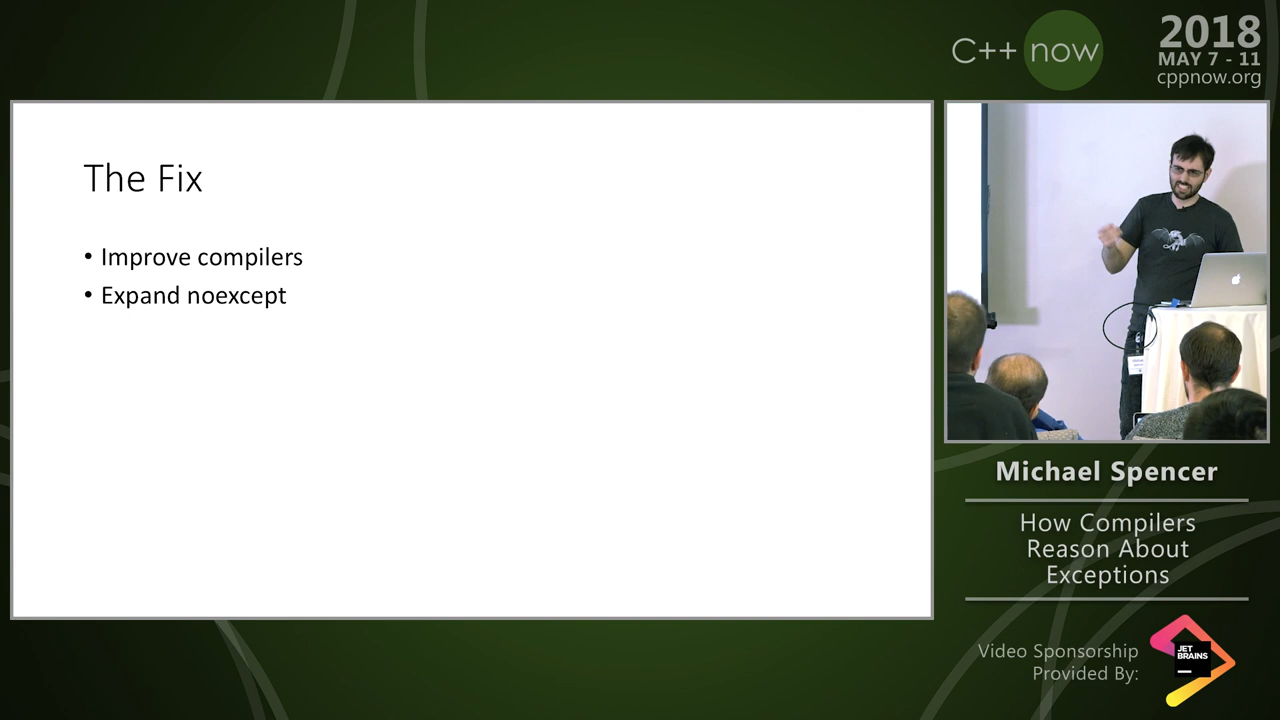 C++ now
2018
MAY 7 - 11
cppnow.org
The Fix
• Improve compilers
• Expand noexcept
Michael Spencer
How Compilers
Reason About
Exceptions
Video Sponsorship
Provided By:
JET
BRAINS